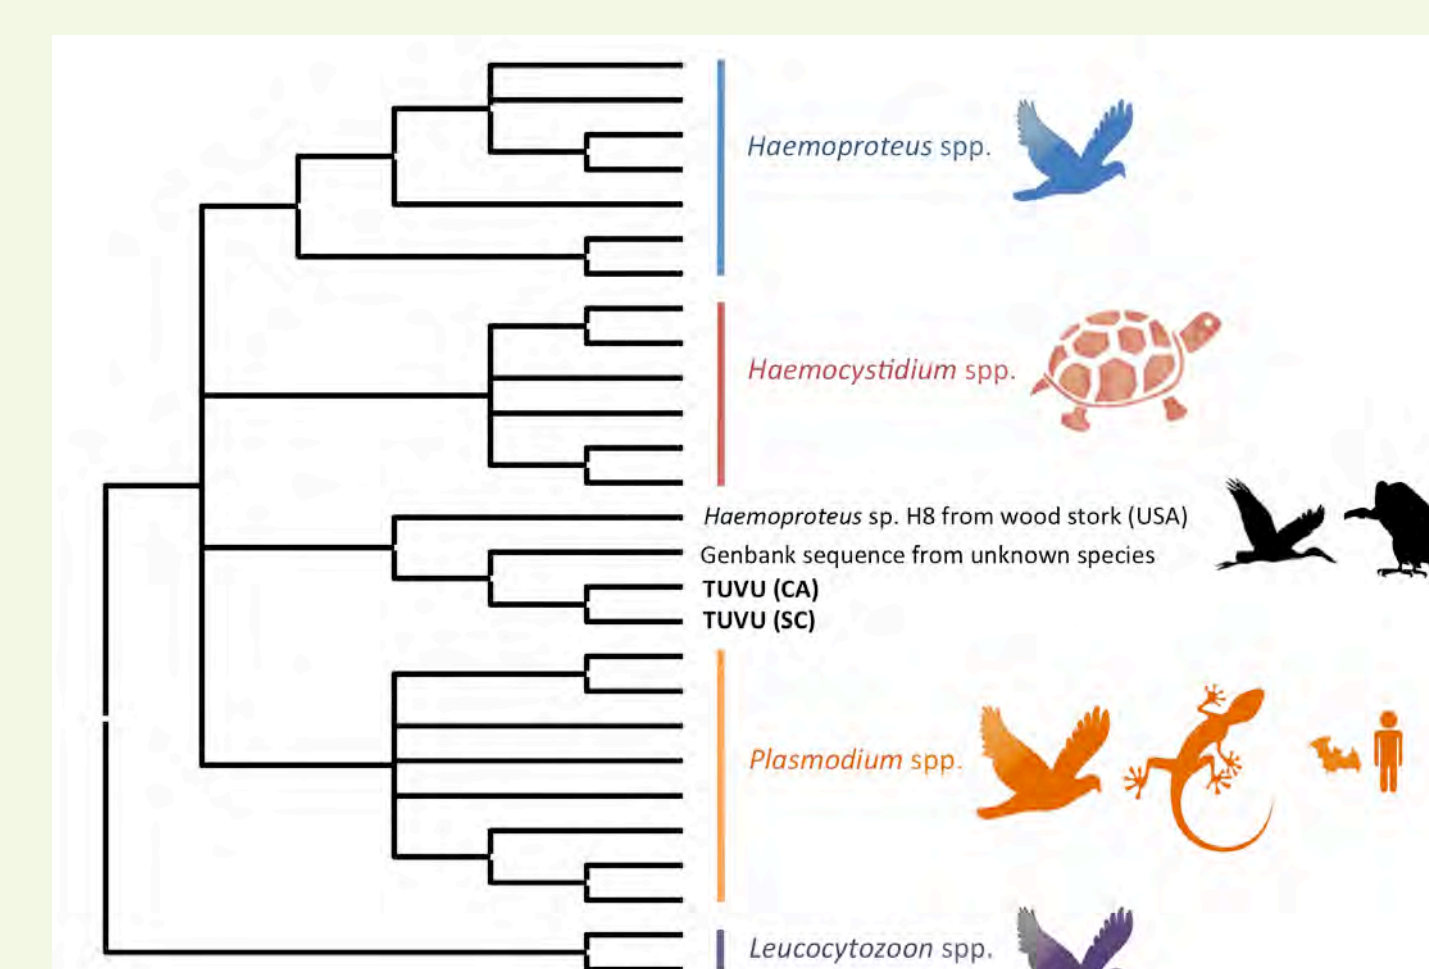 Haemoproteus spp.
Haemocystidium spp.
Haemoproteus sp. H8 from wood stork (USA)
Genbank sequence from unknown species
TUVU (CA)
TUVU (SC)
Plasmodium spp.
Leucocytozoon spp.